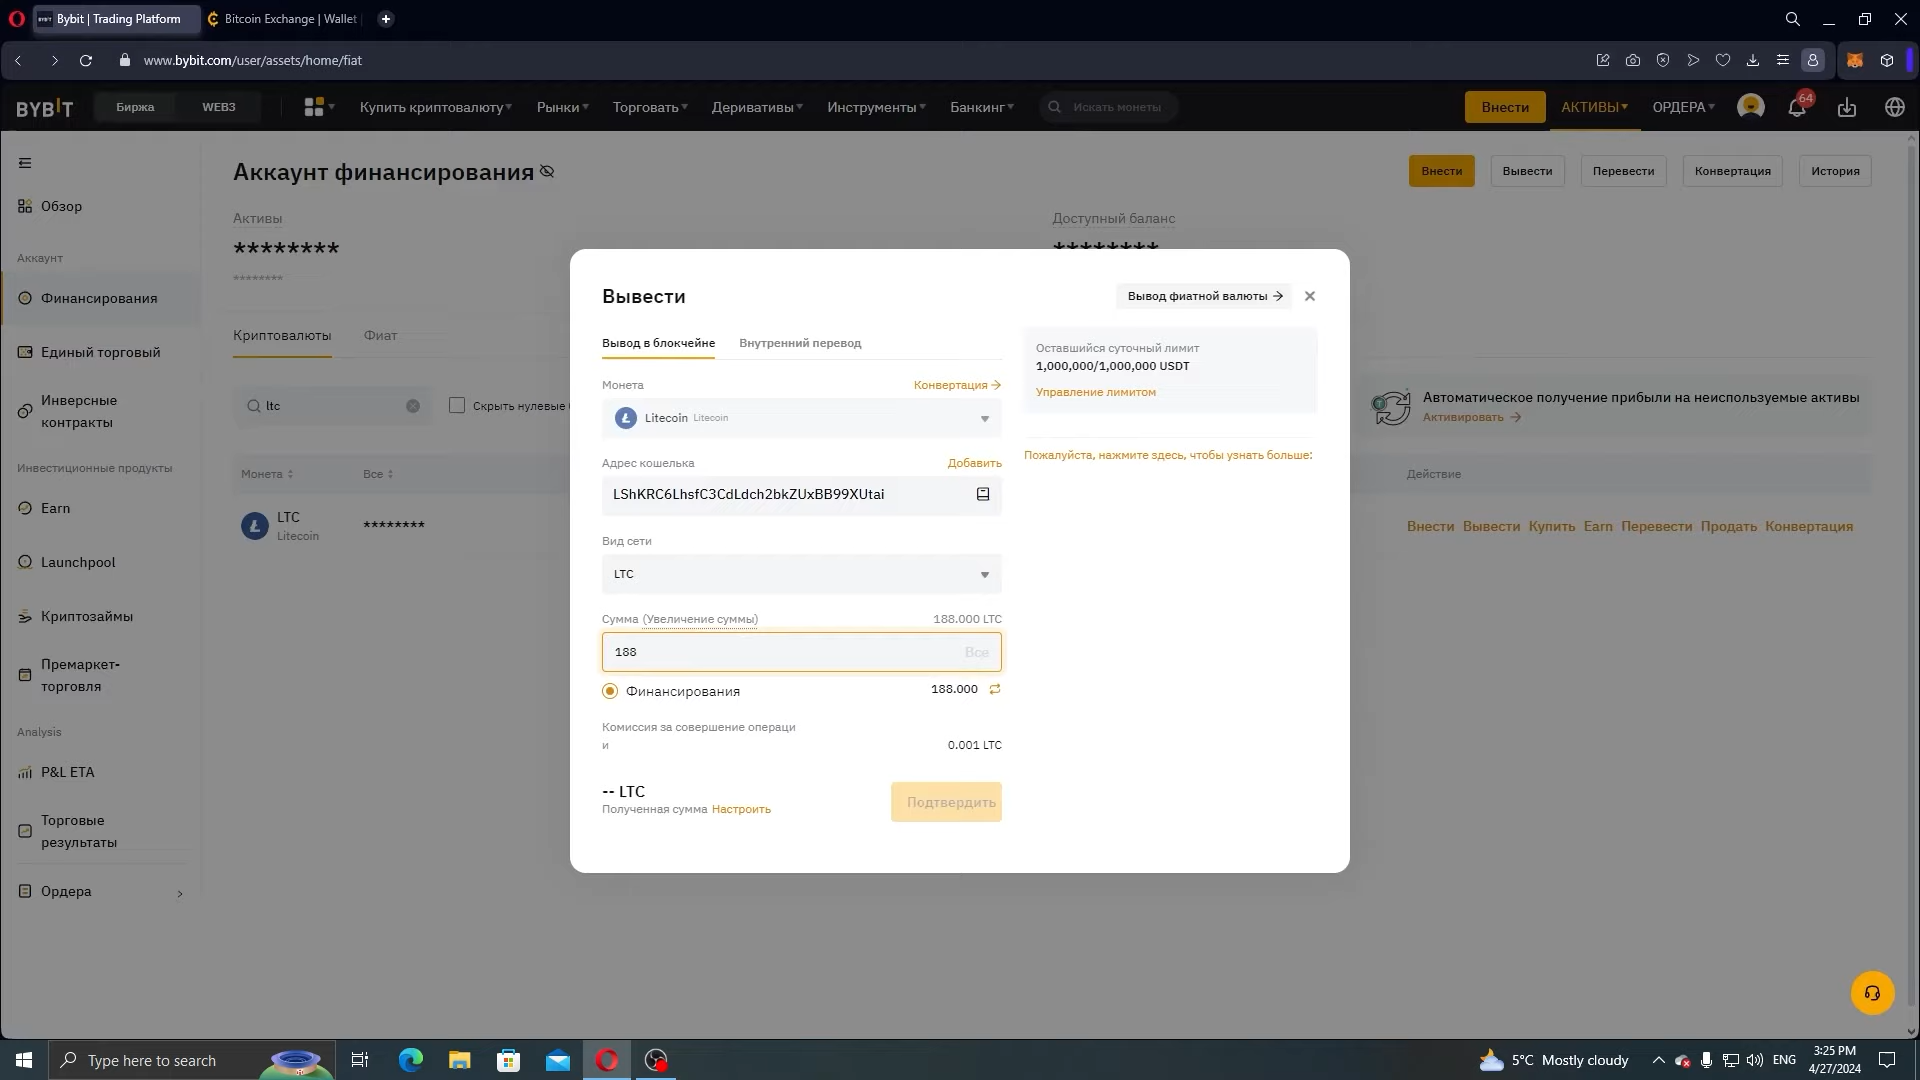 Bybit | Trading Platform
Bitcoin Exchange | Wallet
www.bybit.com/user/assets/home/fiat
BYBIT
Биржа
WEB3
Купить криптовалюту
Рынки
Торговать
Деривативы
Инструменты
Банкинг
Искать монеты
Внести
АКТИВЫ
ОРДЕРА
64
Обзор
Аккаунт
Финансирования
Единый торговый
Инверсные
контракты
Инвестиционные продукты
Earn
Launchpool
Криптозаймы
Премаркет-
торговля
Analysis
P&L ETA
Торговые
результаты
Ордера
Аккаунт финансирования
Внести
Вывести
Перевести
Конвертация
История
Активы
********
********
Доступный баланс
********
Криптовалюты
Фиат
ltc
Скрыть нулевые
Автоматическое получение прибыли на неиспользуемые активы
Активировать →
Монета
Все
Действие
LTC
Litecoin
********
Внести Вывести Купить Earn Перевести Продать Конвертация
Вывести
Вывод фиатной валюты →
Вывод в блокчейне
Внутренний перевод
Монета
Конвертация →
Litecoin Litecoin
Адрес кошелька
Добавить
LShKRC6LhsfC3CdLdch2bkZUxBB99XUtai
Вид сети
LTC
Сумма (Увеличение суммы)
188.000 LTC
188
Все
Финансирования
188.000
Комиссия за совершение операци
и
0.001 LTC
-- LTC
Полученная сумма Настроить
Подтвердить
Оставшийся суточный лимит
1,000,000/1,000,000 USDT
Управление лимитом
Пожалуйста, нажмите здесь, чтобы узнать больше:
Type here to search
5°C Mostly cloudy
ENG
3:25 PM
4/27/2024